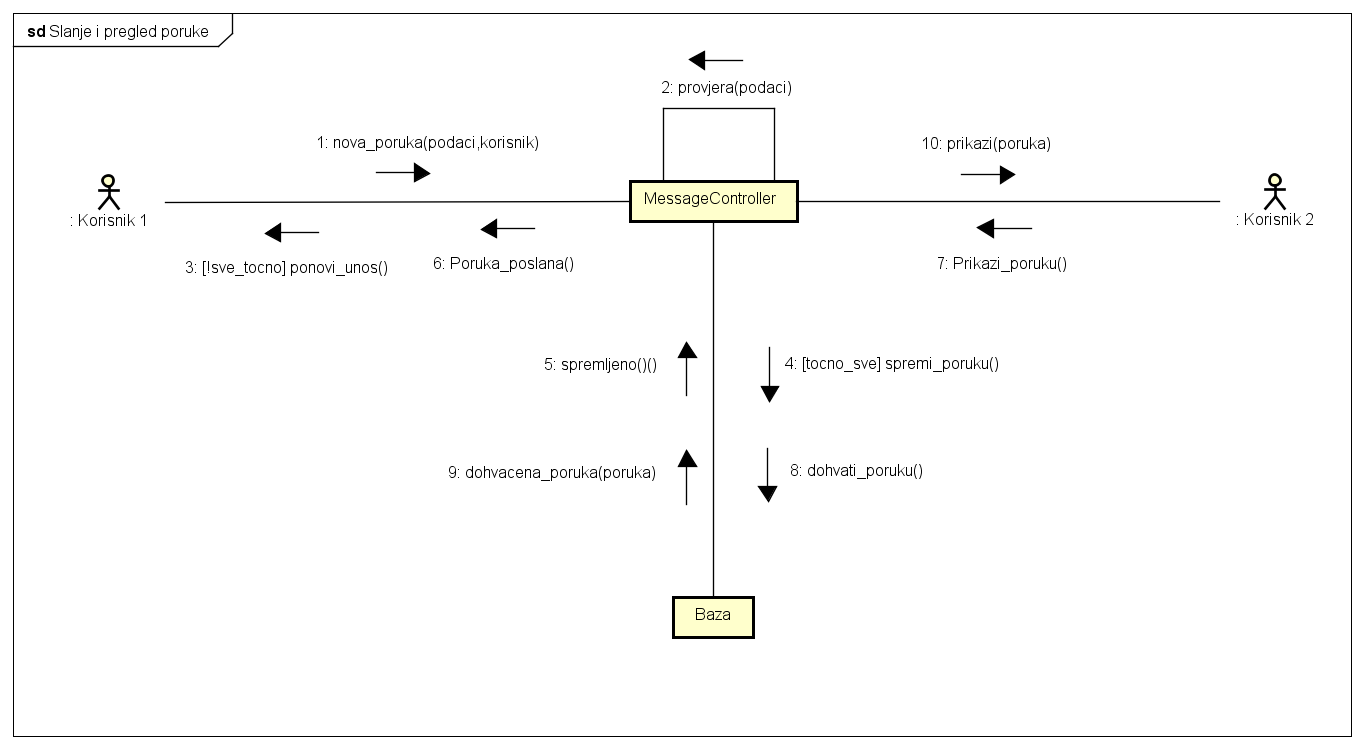 sd Slanje i pregled poruke
2: provjera(podaci)
1: nova_poruka(podaci,korisnik)
10: prikazi(poruka)
MessageController
: Korisnik 1
: Korisnik 2
3: [!sve_tocno] ponovi_unos()
6: Poruka_poslana()
7: Prikazi_poruku()
5: spremljeno()()
4: [tocno_sve] spremi_poruku()
9: dohvacena_poruka(poruka)
8: dohvati_poruku()
Baza